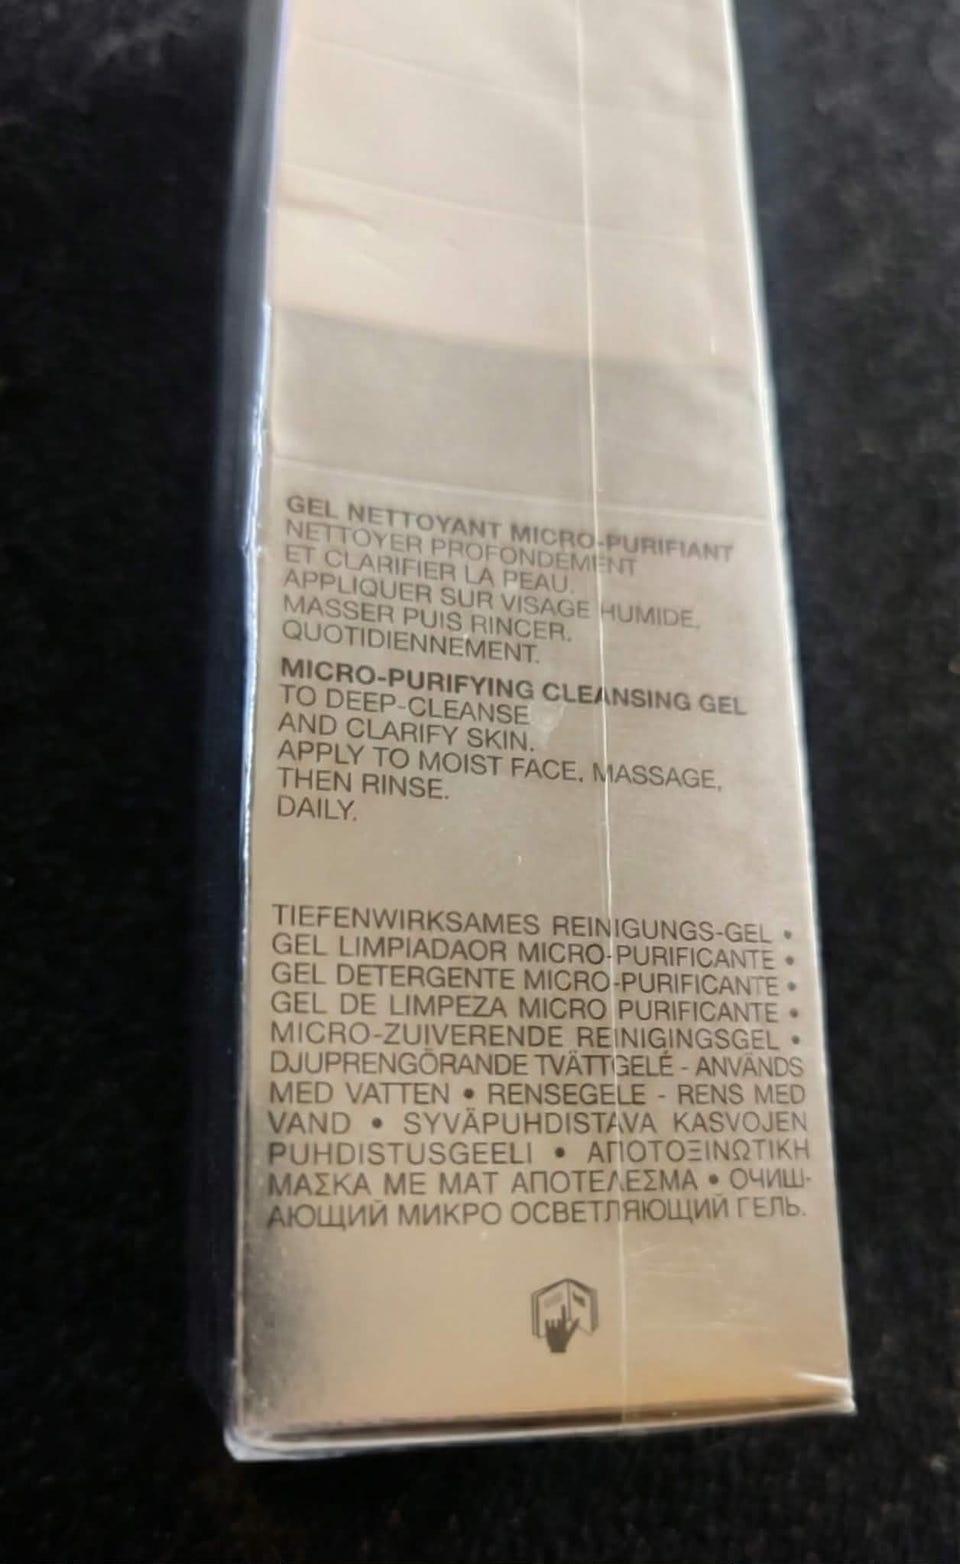 GEL NETTOYANT MICRO-PURIFIANT
NETTOYER PROFONDEMENT
ET CLARIFIER LA PEAU.
APPLIQUER SUR VISAGE HUMIDE,
MASSER PUIS RINCER.
QUOTIDIENNEMENT.
MICRO-PURIFYING CLEANSING GEL
TO DEEP-CLEANSE
AND CLARIFY SKIN.
APPLY TO MOIST FACE, MASSAGE,
THEN RINSE.
DAILY.
TIEFENWIRKSAMES REINIGUNGS-GEL •
GEL LIMPIADAOR MICRO-PURIFICANTE •
GEL DETERGENTE MICRO-PURIFICANTE •
GEL DE LIMPEZA MICRO PURIFICANTE •
MICRO-ZUIVERENDE REINIGINGSGEL •
DJUPRENGÖRANDE TVÄTTGELÉ - ANVÄNDS
MED VATTEN • RENSEGELE - RENS MED
VAND • SYVÄPUHDISTAVA KASVOJEN
PUHDISTUSGEELI • ΑΠΟΤΟΞΙΝΩΤΙΚΗ
ΜΑΣΚΑ ΜΕ ΜΑΤ ΑΠΟΤΕΛΕΣΜΑ • ОЧИЩ-
АЮЩИЙ МИКРО ОСВЕТЛЯЮЩИЙ ГЕЛЬ.